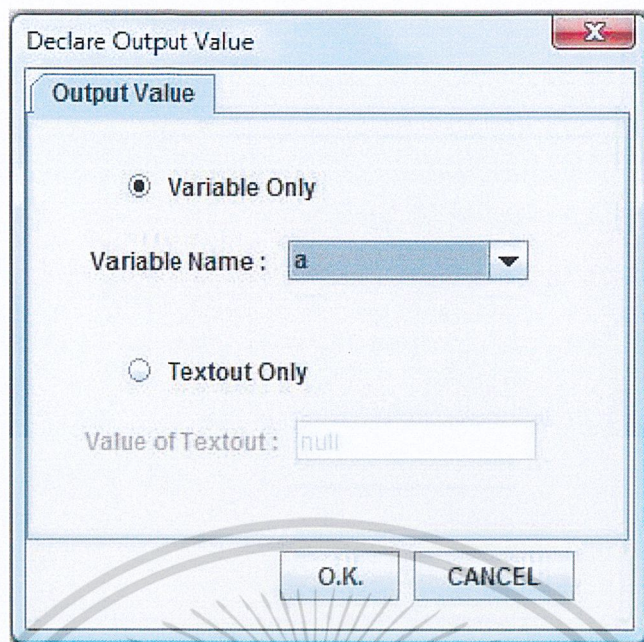 Declare Output Value
Output Value
Variable Only
Variable Name :
a
Textout Only
Value of Textout :
null
O.K.
CANCEL